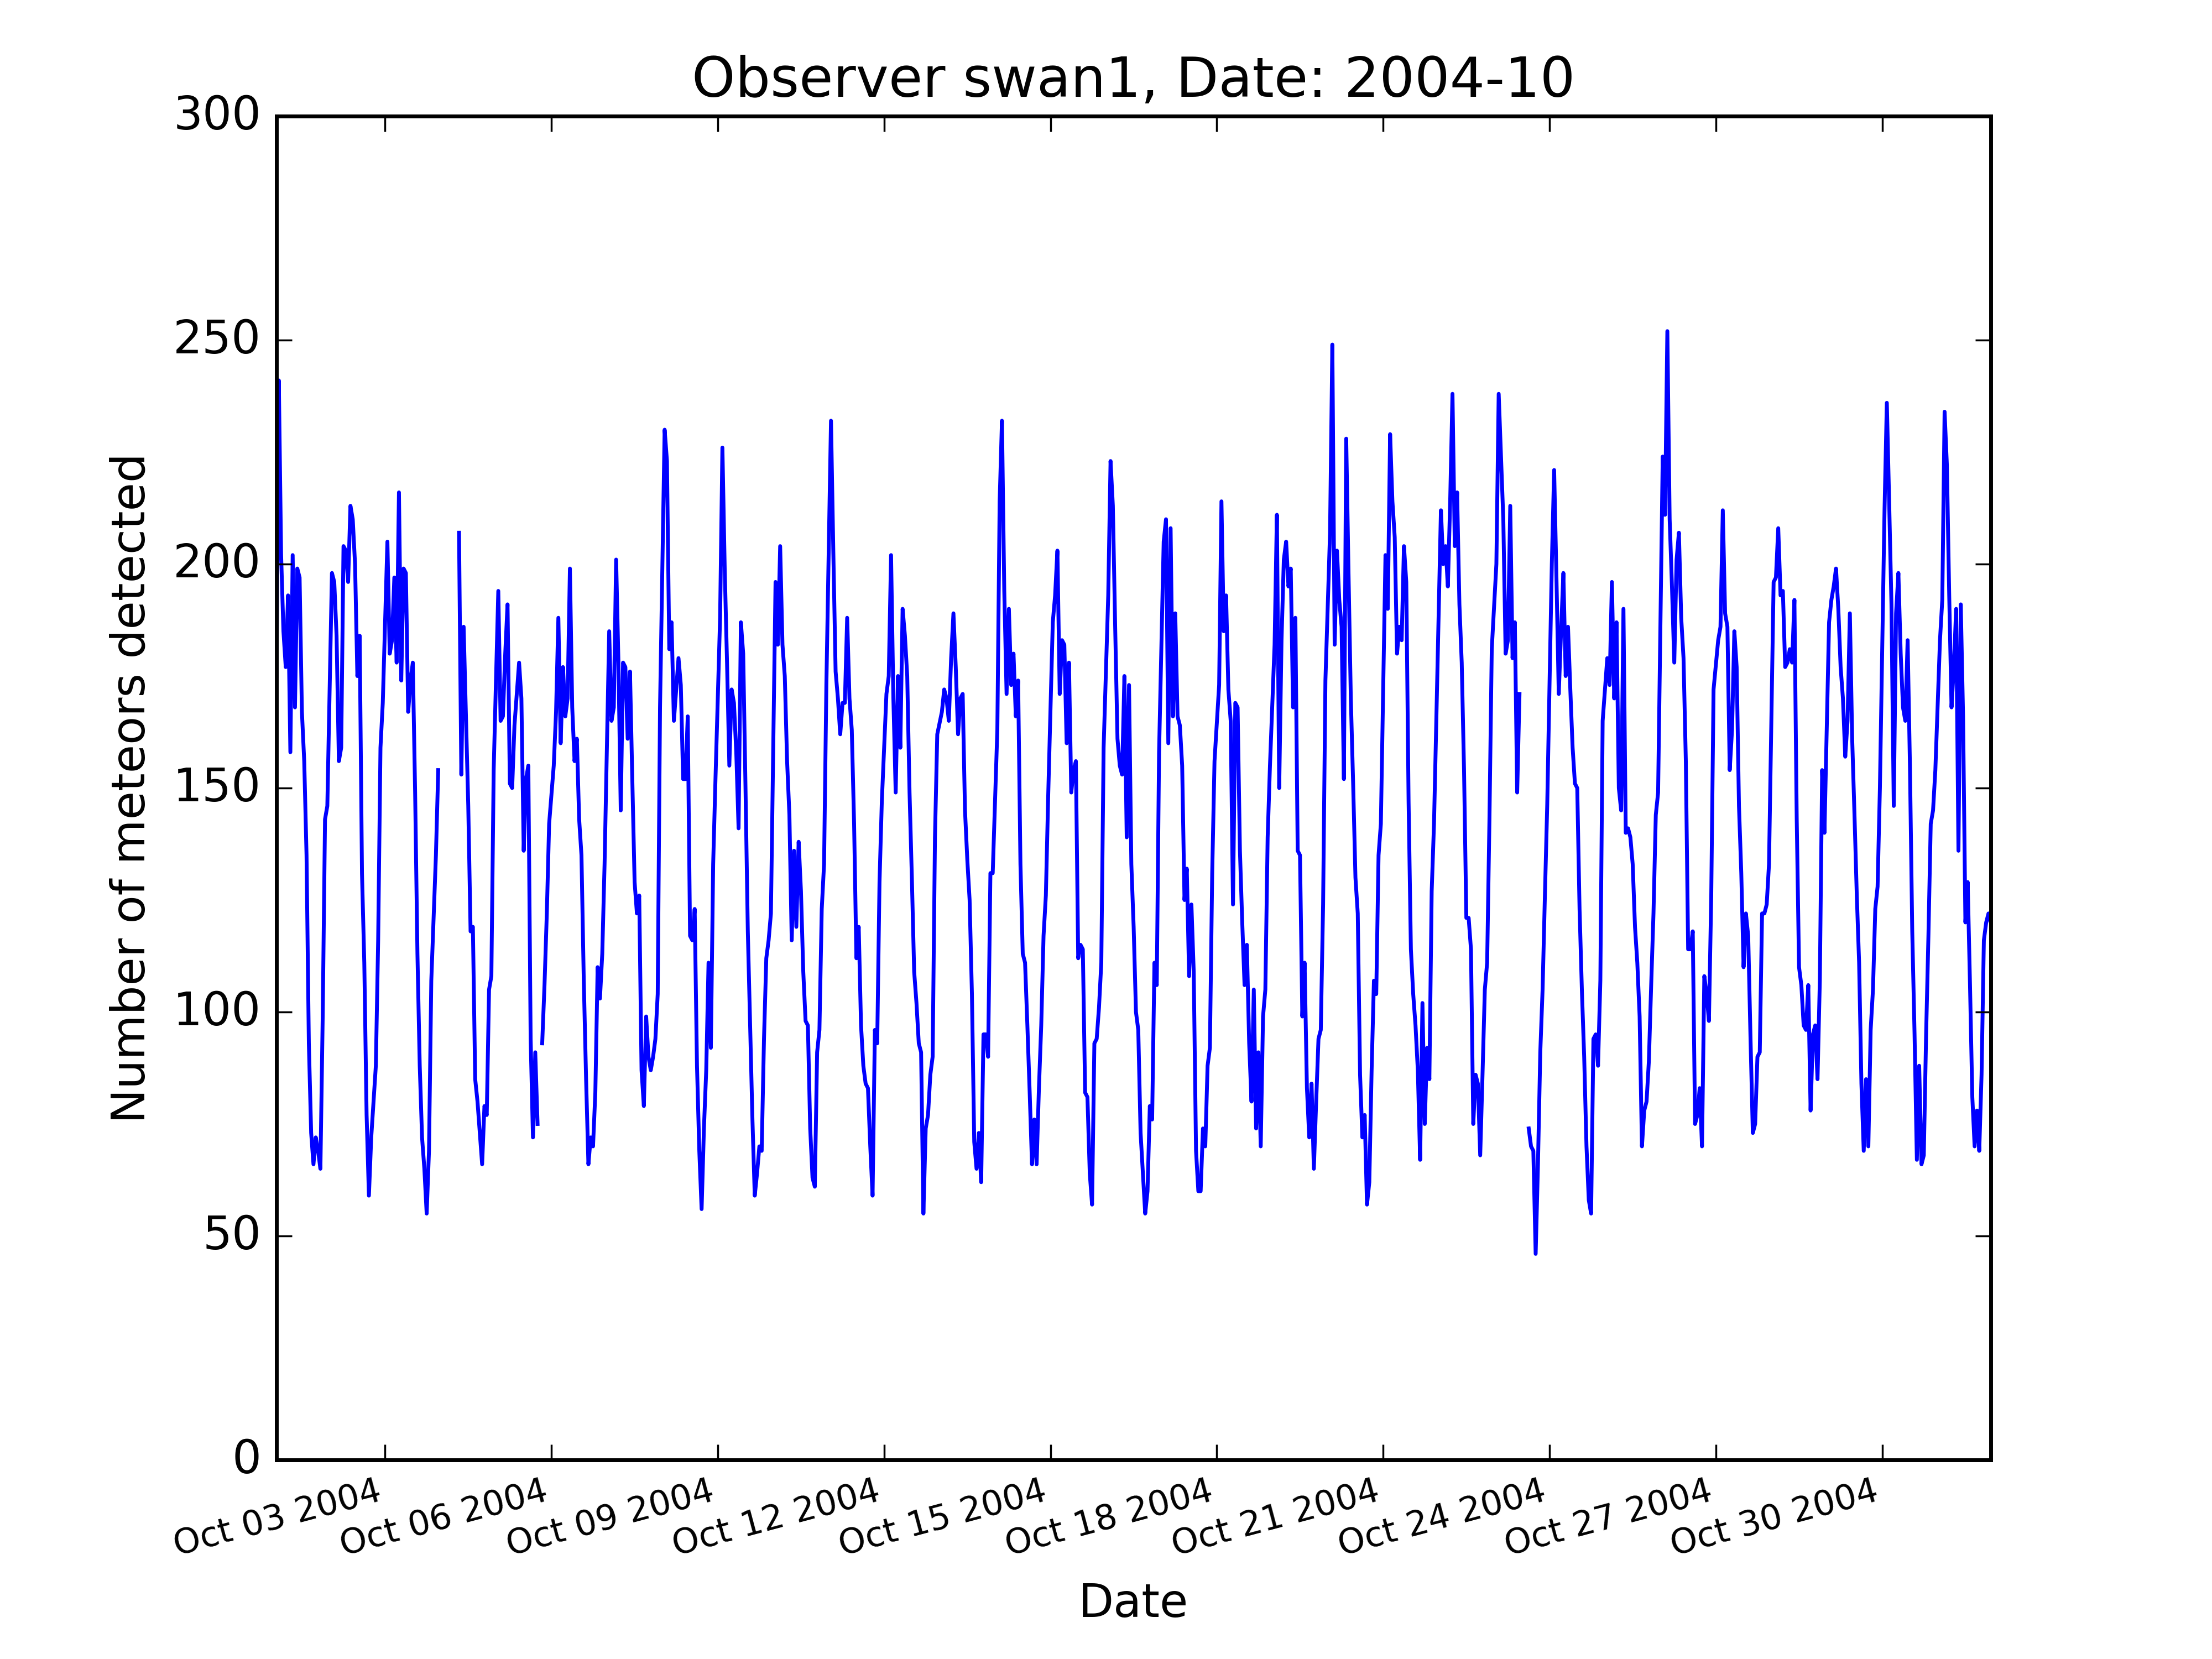 Observer swan1, Date: 2004-10
300
250
200
150
100
50
0
Number of meteors detected
Oct 03 2004
Oct 06 2004
Oct 09 2004
Oct 12 2004
Oct 15 2004
Oct 18 2004
Oct 21 2004
Oct 24 2004
Oct 27 2004
Oct 30 2004
Date